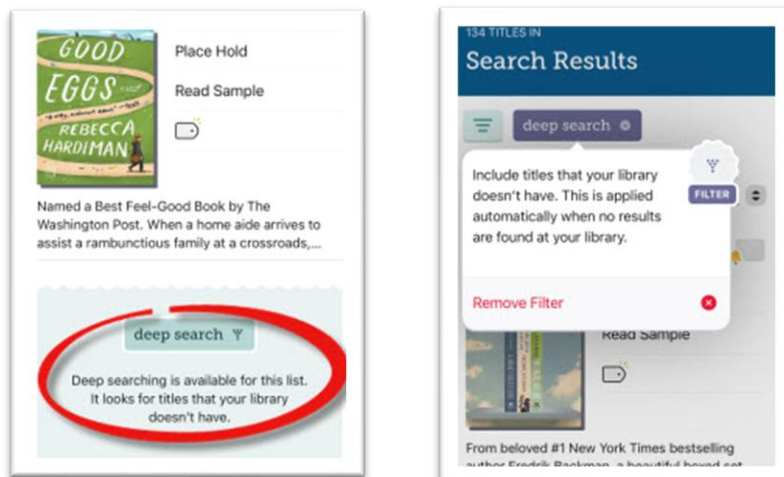 GOOD
EGGS
REBECCA
HARDIMAN
Place Hold
Read Sample
Named a Best Feel-Good Book by The
Washington Post. When a home aide arrives to
assist a rambunctious family at a crossroads,...
deep search
Deep searching is available for this list.
It looks for titles that your library
doesn't have.
134 TITLES IN
Search Results
deep search
Include titles that your library
doesn't have. This is applied
automatically when no results
are found at your library.
FILTER
Remove Filter
Read Sample
From beloved #1 New York Times bestselling
author Fredrik Backman, a beautiful boxed set